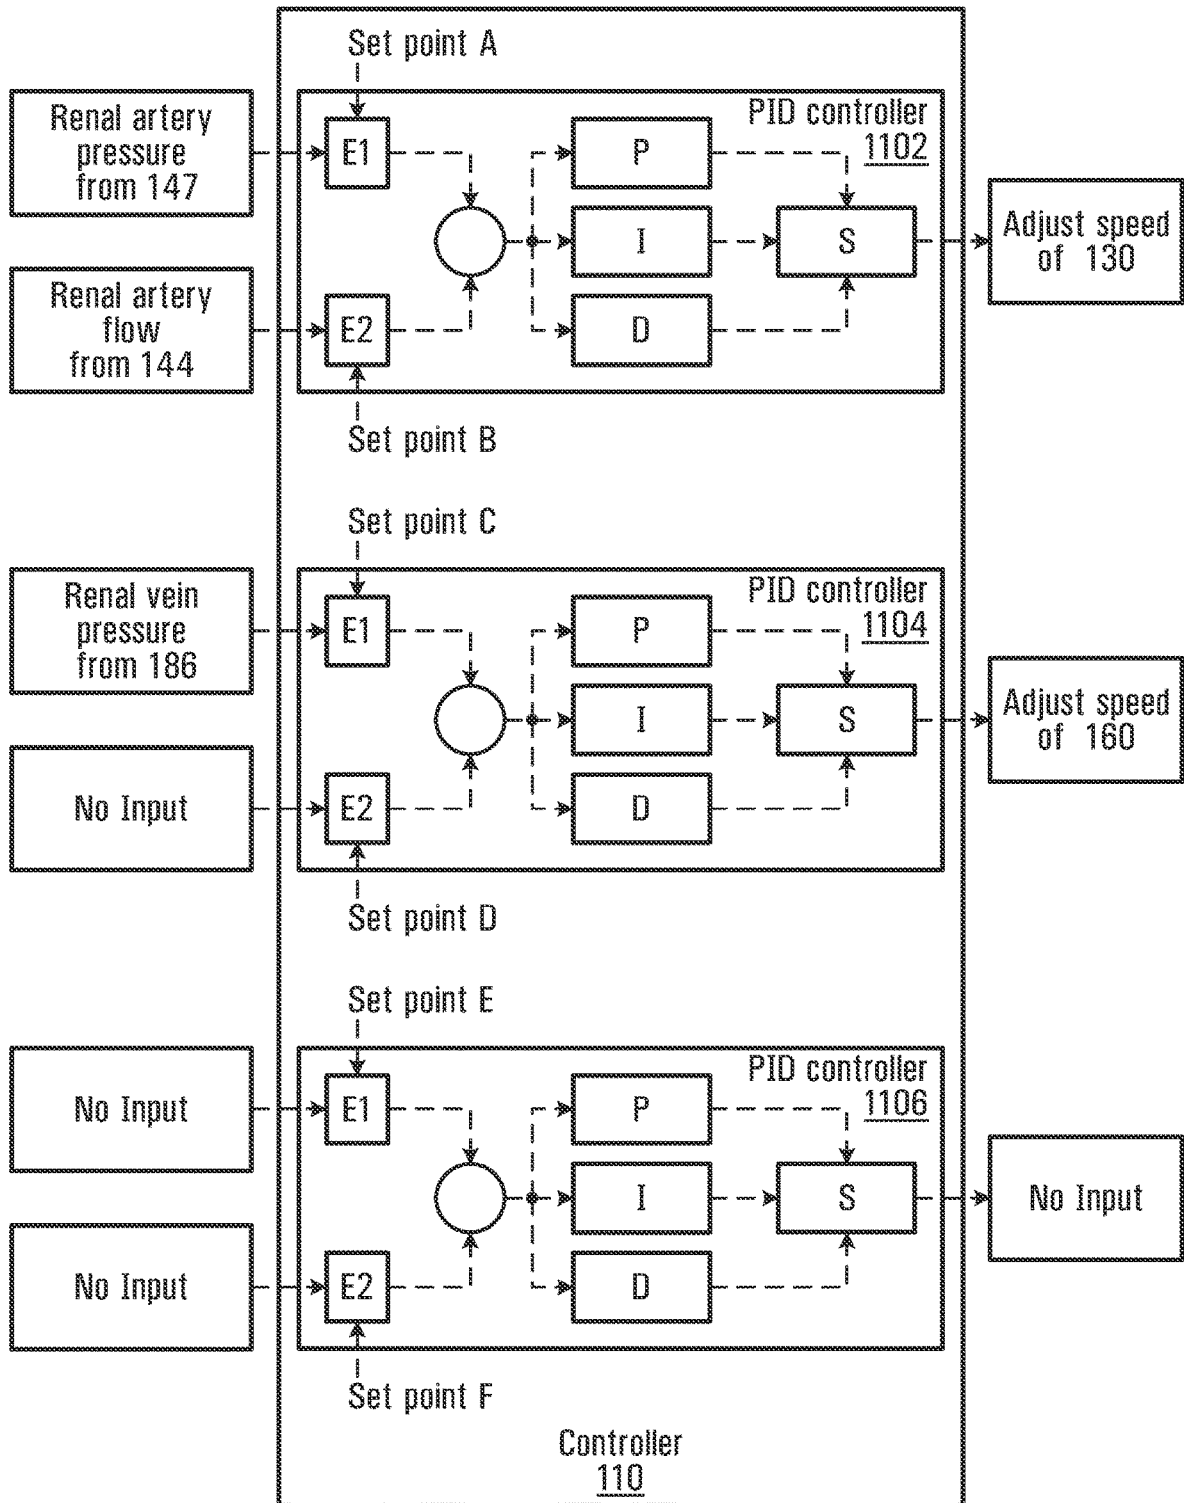 Set point A
Renal artery
pressure
from 147
E1
P
PID controller
1102
I
S
Adjust speed
of 130
Renal artery
flow
from 144
E2
D
Set point B
Set point C
Renal vein
pressure
from 186
E1
P
PID controller
1104
I
S
Adjust speed
of 160
No Input
E2
D
Set point D
Set point E
No Input
E1
P
PID controller
1106
I
S
No Input
No Input
E2
D
Set point F
Controller
110